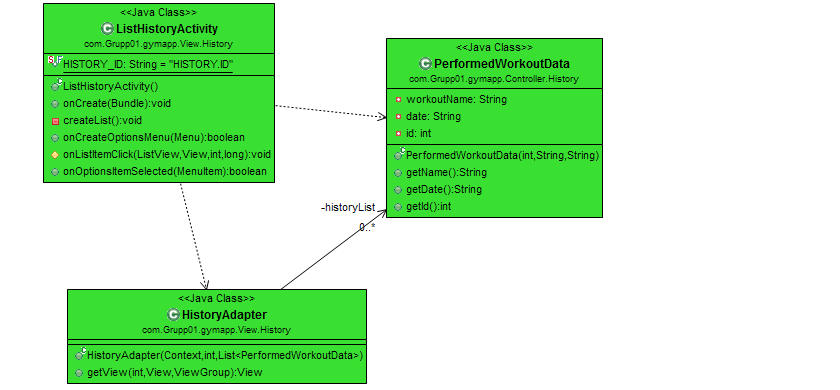 <<Java Class>>
ListHistoryActivity
com.Grupp01.gymapp.View.History
HISTORY_ID: String = "HISTORY.ID"
ListHistoryActivity()
onCreate(Bundle):void
createList():void
onCreateOptionsMenu(Menu):boolean
onListItemClick(ListView,View,int,long):void
onOptionsItemSelected(MenuItem):boolean
<<Java Class>>
PerformedWorkoutData
com.Grupp01.gymapp.Controller.History
workoutName: String
date: String
id: int
PerformedWorkoutData(int,String,String)
getName():String
getDate():String
getId():int
-historyList
0..*
<<Java Class>>
HistoryAdapter
com.Grupp01.gymapp.View.History
HistoryAdapter(Context,int,List<PerformedWorkoutData>)
getView(int,View,ViewGroup):View